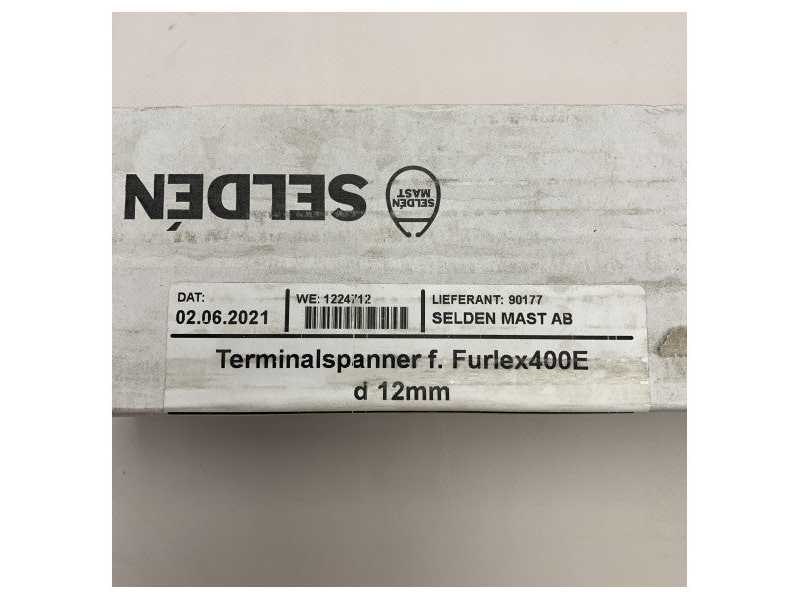 SELDÉN
SELDÉN
MAST
DAT:
02.06.2021
WE: 1224712
LIEFERANT: 90177
SELDEN MAST AB
Terminalspanner f. Furlex400E
d 12mm